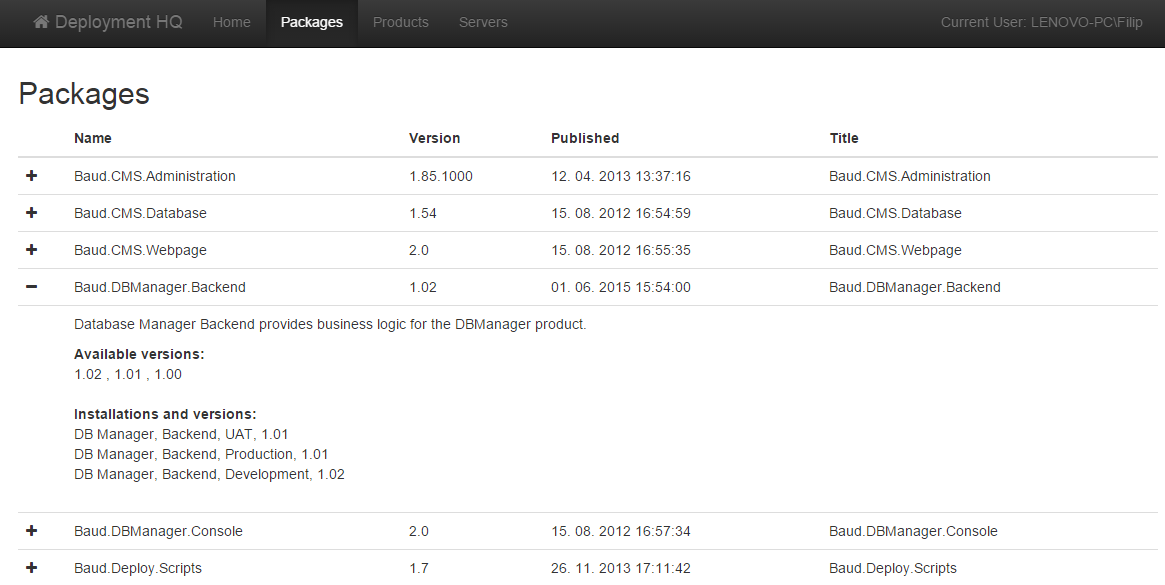 Deployment HQ Home Packages Products Servers Current User: LENOVO-PC\Filip
Packages
Name Version Published Title
Baud.CMS.Administration 1.85.1000 12. 04. 2013 13:37:16 Baud.CMS.Administration
Baud.CMS.Database 1.54 15. 08. 2012 16:54:59 Baud.CMS.Database
Baud.CMS.Webpage 2.0 15. 08. 2012 16:55:35 Baud.CMS.Webpage
Baud.DBManager.Backend 1.02 01. 06. 2015 15:54:00 Baud.DBManager.Backend
Database Manager Backend provides business logic for the DBManager product.
Available versions:
1.02 , 1.01 , 1.00
Installations and versions:
DB Manager, Backend, UAT, 1.01
DB Manager, Backend, Production, 1.01
DB Manager, Backend, Development, 1.02
Baud.DBManager.Console 2.0 15. 08. 2012 16:57:34 Baud.DBManager.Console
Baud.Deploy.Scripts 1.7 26. 11. 2013 17:11:42 Baud.Deploy.Scripts